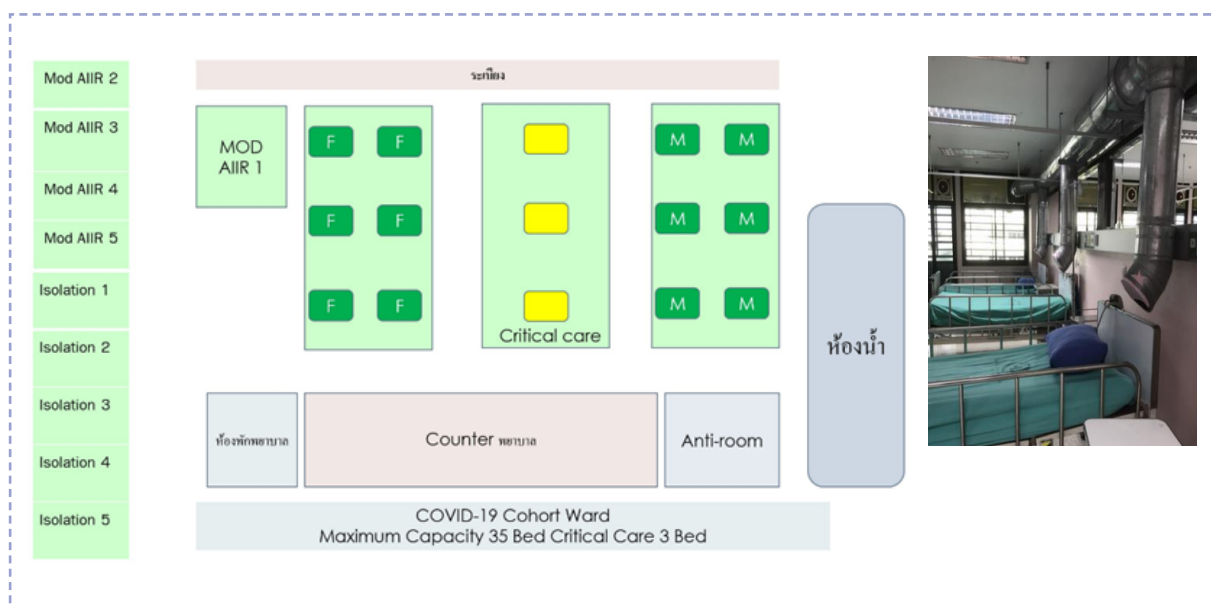 Mod AIIR 2
Mod AIIR 3
Mod AIIR 4
Mod AIIR 5
Isolation 1
Isolation 2
Isolation 3
Isolation 4
Isolation 5
ระเบียง
MOD
AIIR 1
F F
F F
F F
Critical care
M M
M M
M M
ห้องน้ำ
ห้องพักพยาบาล
Counter พยาบาล
Anti-room
COVID-19 Cohort Ward
Maximum Capacity 35 Bed Critical Care 3 Bed